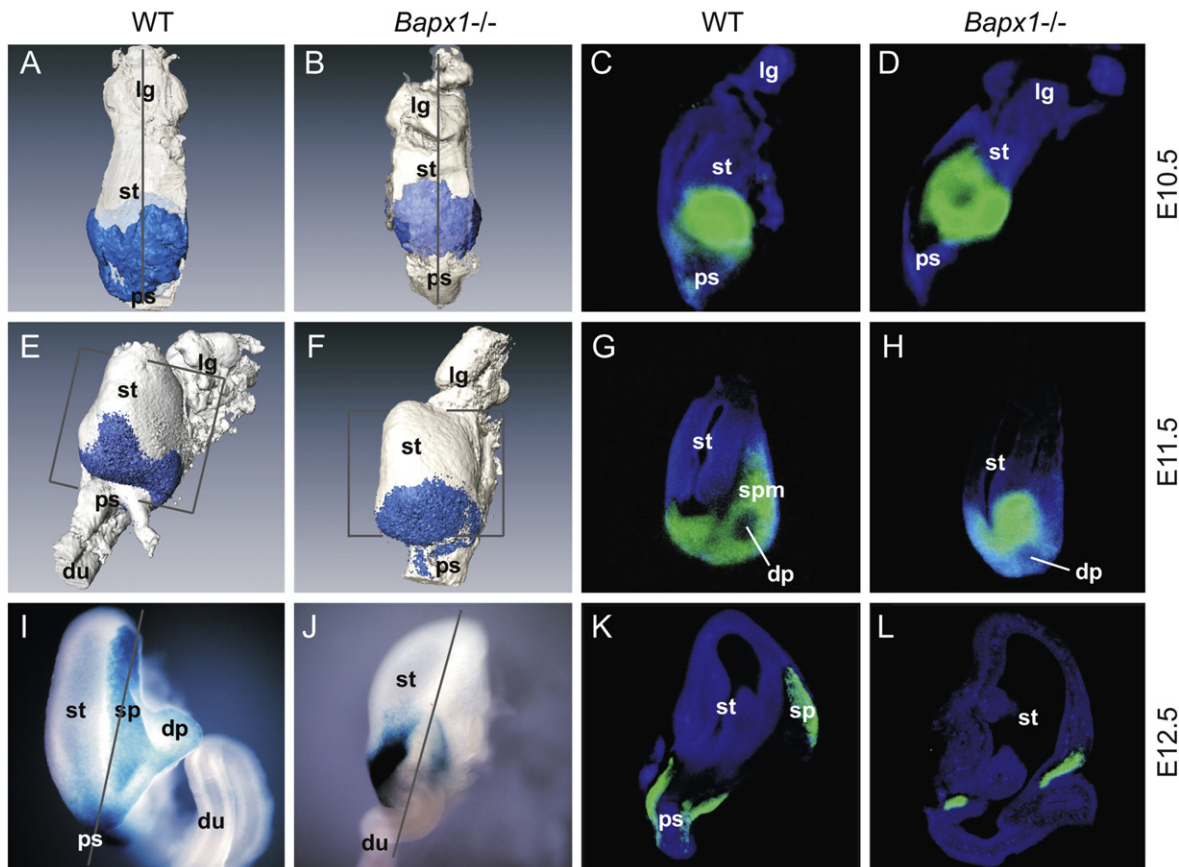 WT Bapx1-/- WT Bapx1-/-
A lg st ps
B lg st ps
C lg st ps
D lg st ps
E10.5
E lg st ps du
F lg st ps
G st spm dp
H st dp
E11.5
I st sp dp ps du
J st du
K st sp ps
L st
E12.5